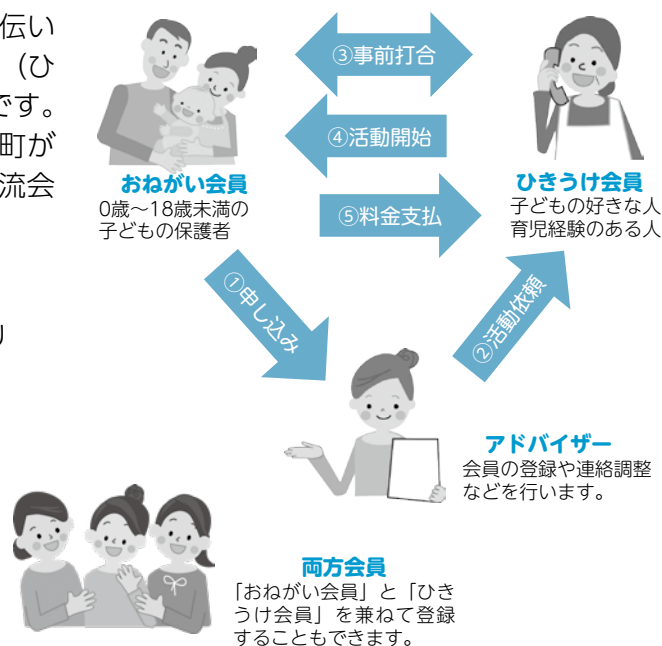 伝い
（ひ
です。
町が
流会
③事前打合
④活動開始
⑤料金支払
おねがい会員
0歳～18歳未満の
子どもの保護者
ひきうけ会員
子どもの好きな人
育児経験のある人
①申し込み
②活動依頼
アドバイザー
会員の登録や連絡調整
などを行います。
両方会員
「おねがい会員」と「ひき
うけ会員」を兼ねて登録
することもできます。